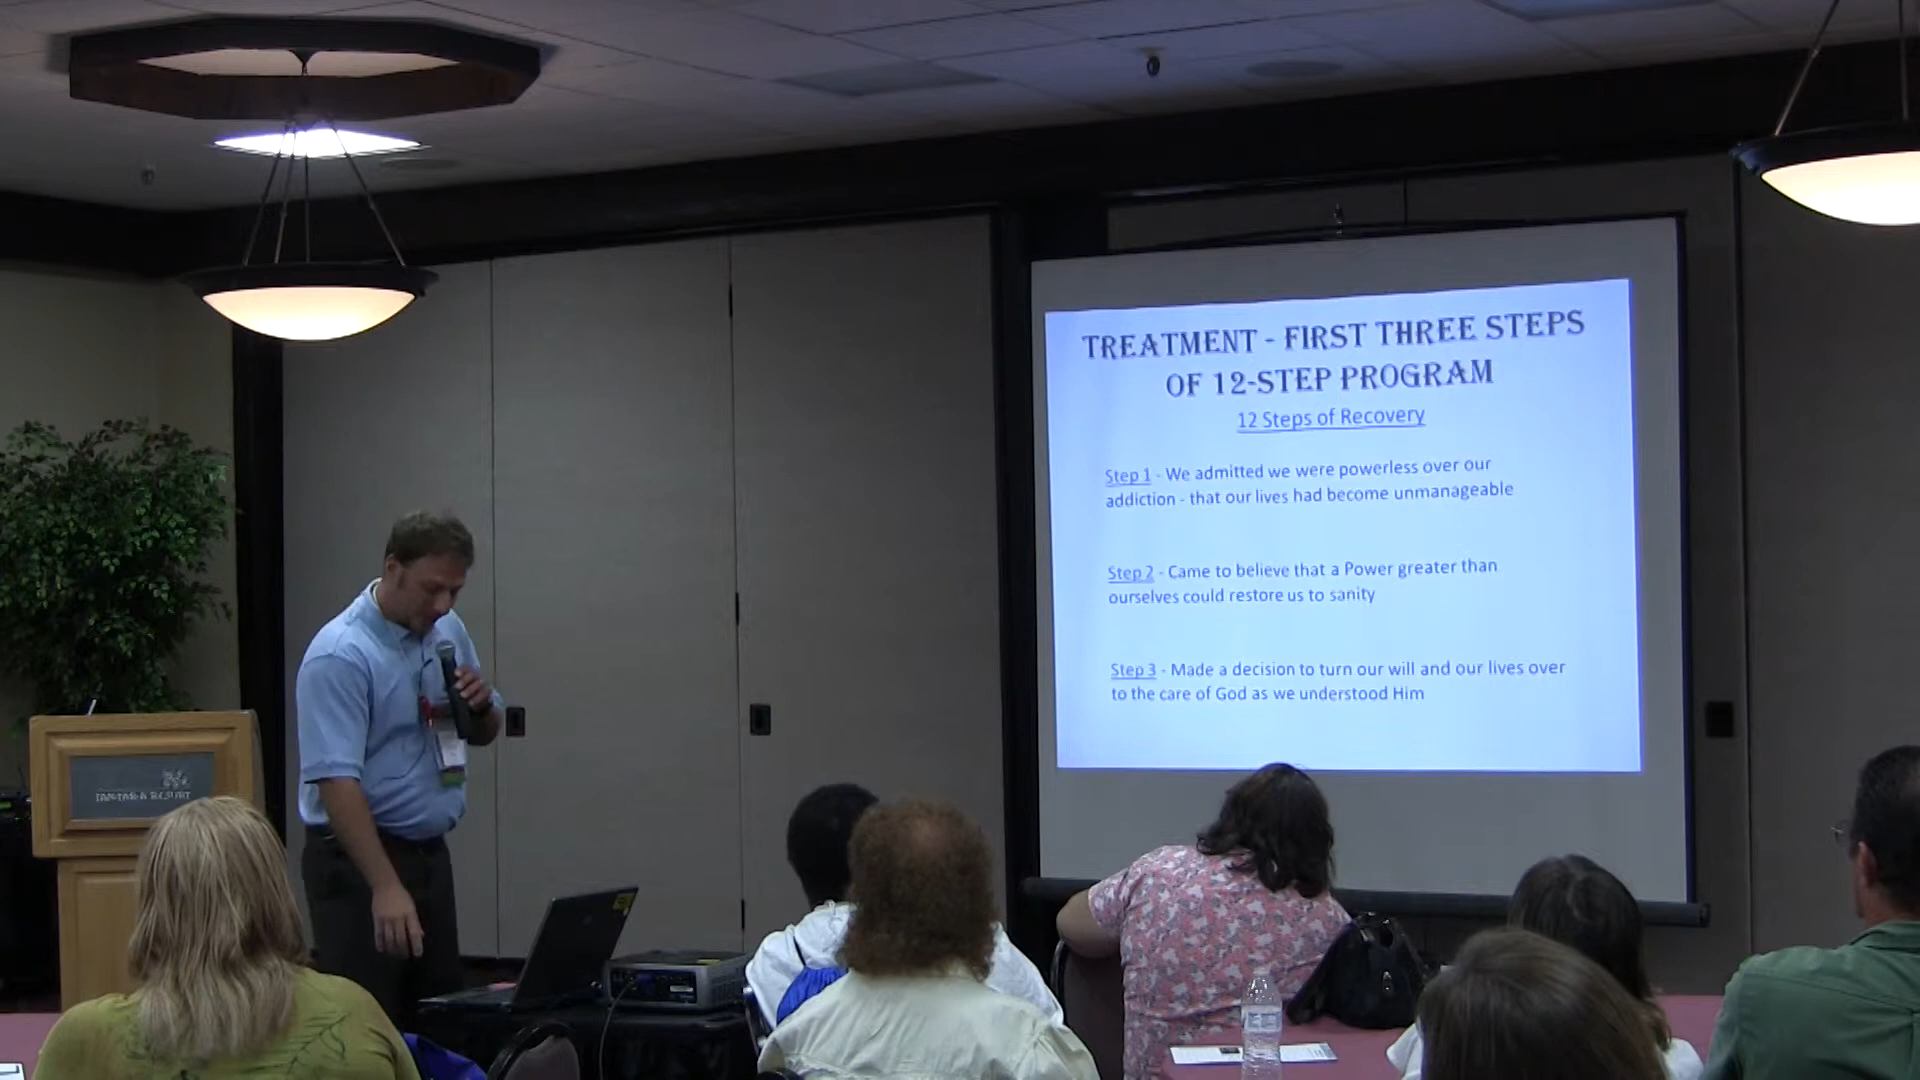 TREATMENT - FIRST THREE STEPS
OF 12-STEP PROGRAM
12 Steps of Recovery
Step 1 - We admitted we were powerless over our
addiction - that our lives had become unmanageable
Step 2 - Came to believe that a Power greater than
ourselves could restore us to sanity
Step 3 - Made a decision to turn our will and our lives over
to the care of God as we understood Him
TAN-TAR-A RESORT